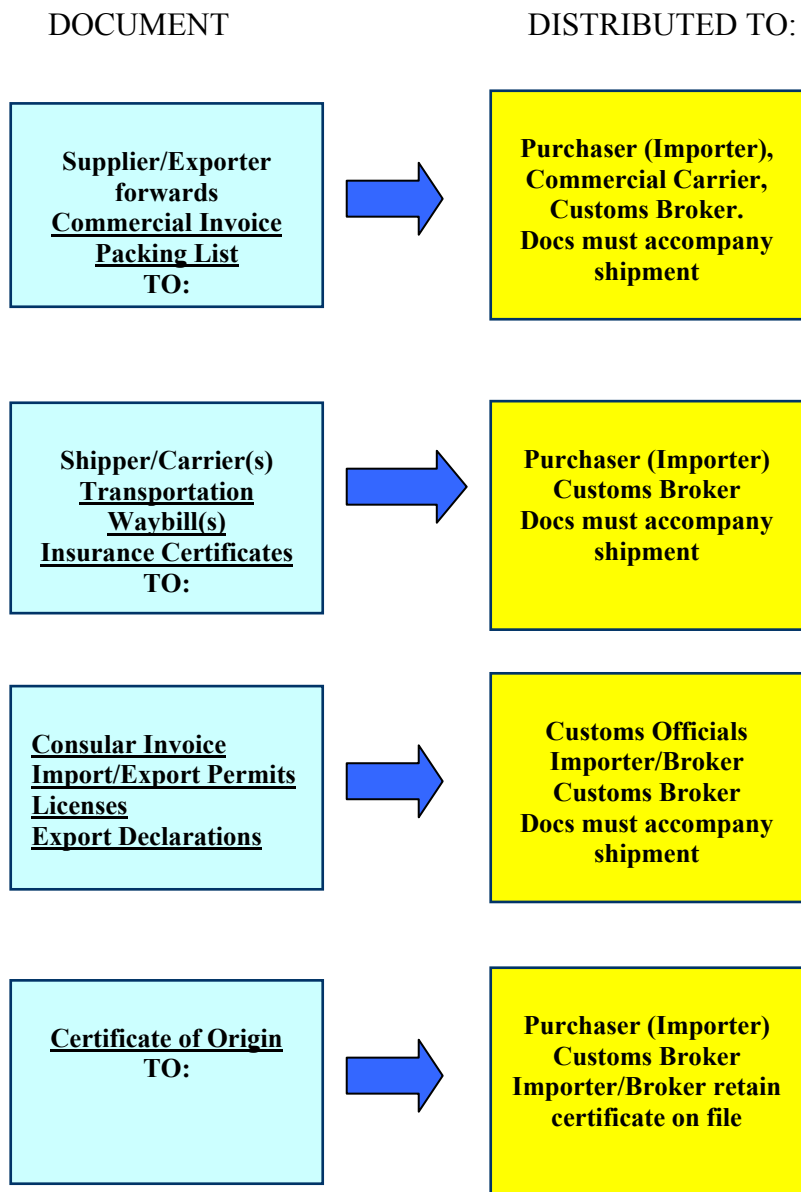 DOCUMENT
DISTRIBUTED TO:
Supplier/Exporter
forwards
Commercial Invoice
Packing List
TO:
Purchaser (Importer),
Commercial Carrier,
Customs Broker.
Docs must accompany
shipment
Shipper/Carrier(s)
Transportation
Waybill(s)
Insurance Certificates
TO:
Purchaser (Importer)
Customs Broker
Docs must accompany
shipment
Consular Invoice
Import/Export Permits
Licenses
Export Declarations
Customs Officials
Importer/Broker
Customs Broker
Docs must accompany
shipment
Certificate of Origin
TO:
Purchaser (Importer)
Customs Broker
Importer/Broker retain
certificate on file